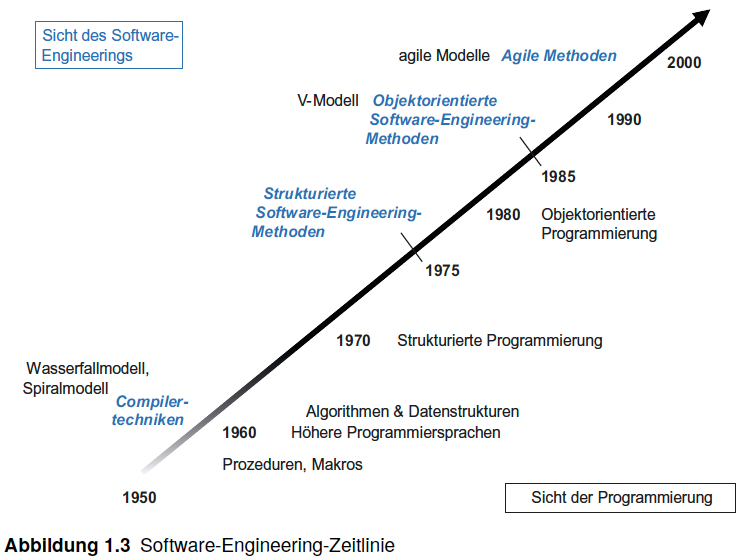 Sicht des Software-
Engineerings
agile Modelle Agile Methoden
2000
V-Modell Objektorientierte
Software-Engineering-
Methoden
1990
1985
Strukturierte
Software-Engineering-
Methoden
1980 Objektorientierte
Programmierung
1975
1970 Strukturierte Programmierung
Wasserfallmodell,
Spiralmodell
Compiler-
techniken
Algorithmen & Datenstrukturen
1960 Höhere Programmiersprachen
Prozeduren, Makros
1950
Sicht der Programmierung
Abbildung 1.3 Software-Engineering-Zeitlinie